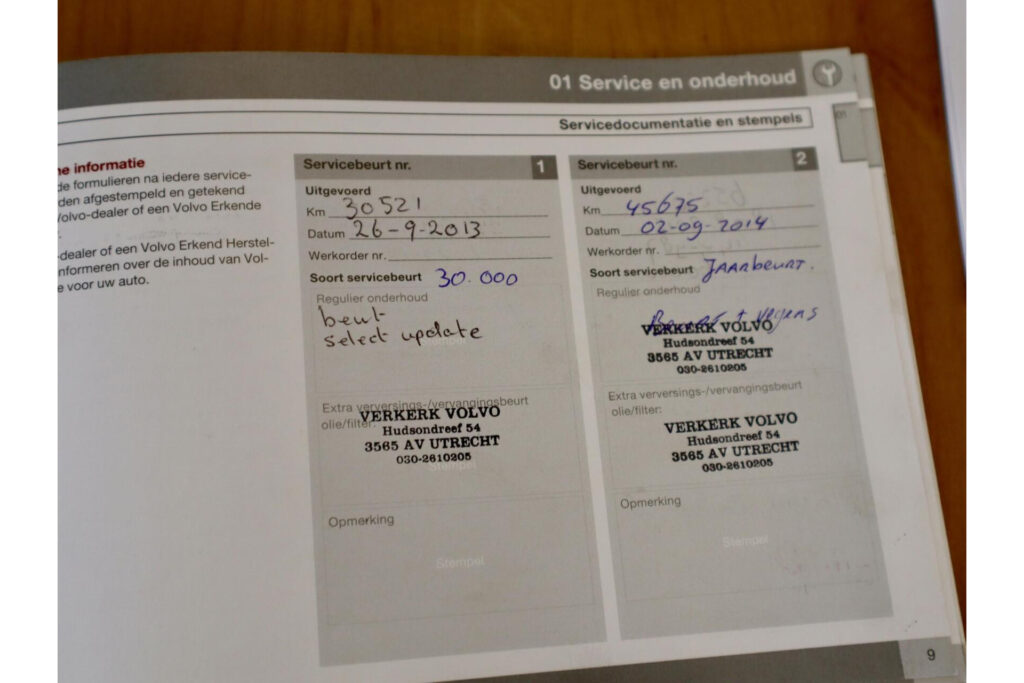 01 Service en onderhoud
Servicedocumentatie en stempels
01
ne informatie
de formulieren na iedere service-
den afgestempeld en getekend
Volvo-dealer of een Volvo Erkende
r.
-dealer of een Volvo Erkend Herstel-
nformeren over de inhoud van Vol-
e voor uw auto.
Servicebeurt nr. 1
Uitgevoerd
Km 30521
Datum 26-9-2013
Werkorder nr.
Soort servicebeurt 30.000
Regulier onderhoud
beurt
select update
Stempel
Extra verversings-/vervangingsbeurt
olie/filter:
VERKERK VOLVO
Hudsondreef 54
3565 AV UTRECHT
030-2610205
Stempel
Opmerking
Stempel
Servicebeurt nr. 2
Uitgevoerd
Km 45675
Datum 02-09-2014
Werkorder nr.
Soort servicebeurt Jaarbeurt.
Regulier onderhoud
+
VERKERK VOLVO
Hudsondreef 54
3565 AV UTRECHT
030-2610205
Extra verversings-/vervangingsbeurt
olie/filter:
VERKERK VOLVO
Hudsondreef 54
3565 AV UTRECHT
030-2610205
Opmerking
Stempel
9